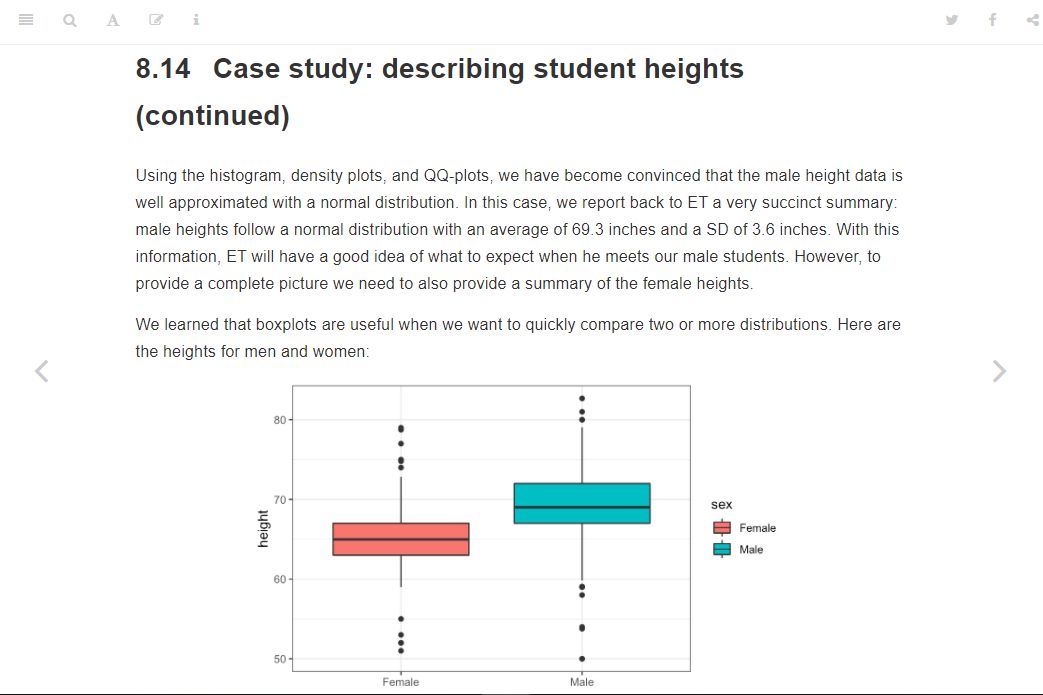 8.14 Case study: describing student heights
(continued)
Using the histogram, density plots, and QQ-plots, we have become convinced that the male height data is
well approximated with a normal distribution. In this case, we report back to ET a very succinct summary:
male heights follow a normal distribution with an average of 69.3 inches and a SD of 3.6 inches. With this
information, ET will have a good idea of what to expect when he meets our male students. However, to
provide a complete picture we need to also provide a summary of the female heights.
We learned that boxplots are useful when we want to quickly compare two or more distributions. Here are
the heights for men and women:
80
70
60
50
height
Female
Male
sex
Female
Male